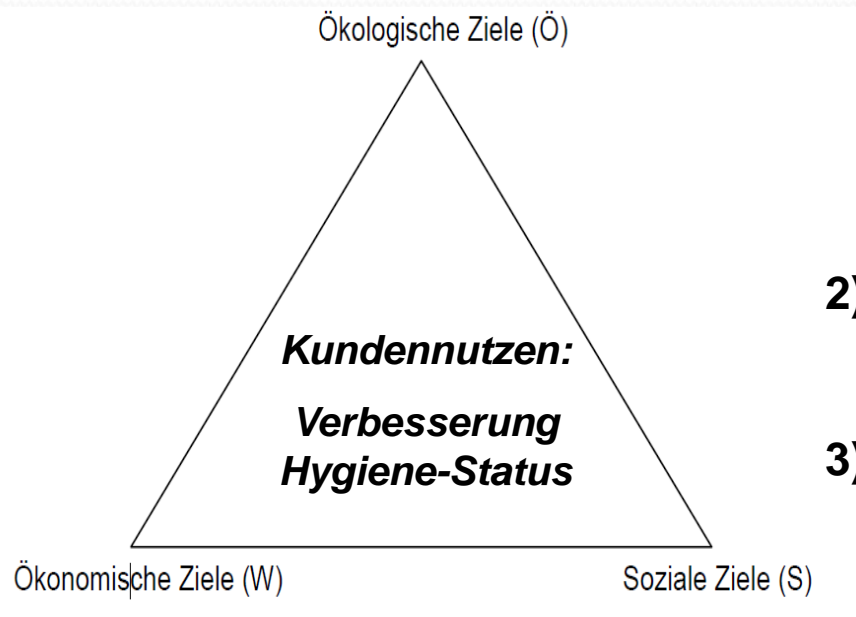 Ökologische Ziele (Ö)
2)
Kundennutzen:
Verbesserung
Hygiene-Status
3)
Ökonomische Ziele (W)
Soziale Ziele (S)